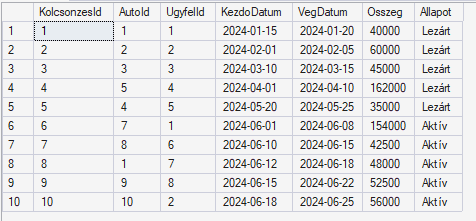 KolcsonzesId AutoId UgyfelId KezdoDatum VegDatum Osszeg Allapot
1 1 1 1 2024-01-15 2024-01-20 40000 Lezárt
2 2 2 2 2024-02-01 2024-02-05 60000 Lezárt
3 3 3 3 2024-03-10 2024-03-15 45000 Lezárt
4 4 5 4 2024-04-01 2024-04-10 162000 Lezárt
5 5 4 5 2024-05-20 2024-05-25 35000 Lezárt
6 6 7 1 2024-06-01 2024-06-08 154000 Aktív
7 7 8 6 2024-06-10 2024-06-15 42500 Aktív
8 8 1 7 2024-06-12 2024-06-18 48000 Aktív
9 9 9 8 2024-06-15 2024-06-22 52500 Aktív
10 10 10 2 2024-06-18 2024-06-25 56000 Aktív